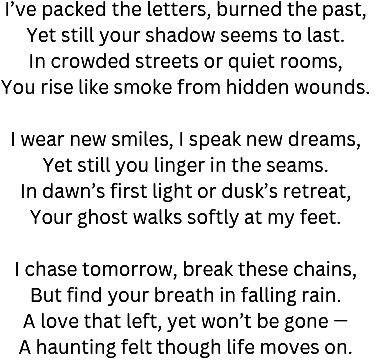 I’ve packed the letters, burned the past,
Yet still your shadow seems to last.
In crowded streets or quiet rooms,
You rise like smoke from hidden wounds.

I wear new smiles, I speak new dreams,
Yet still you linger in the seams.
In dawn’s first light or dusk’s retreat,
Your ghost walks softly at my feet.

I chase tomorrow, break these chains,
But find your breath in falling rain.
A love that left, yet won’t be gone —
A haunting felt though life moves on.